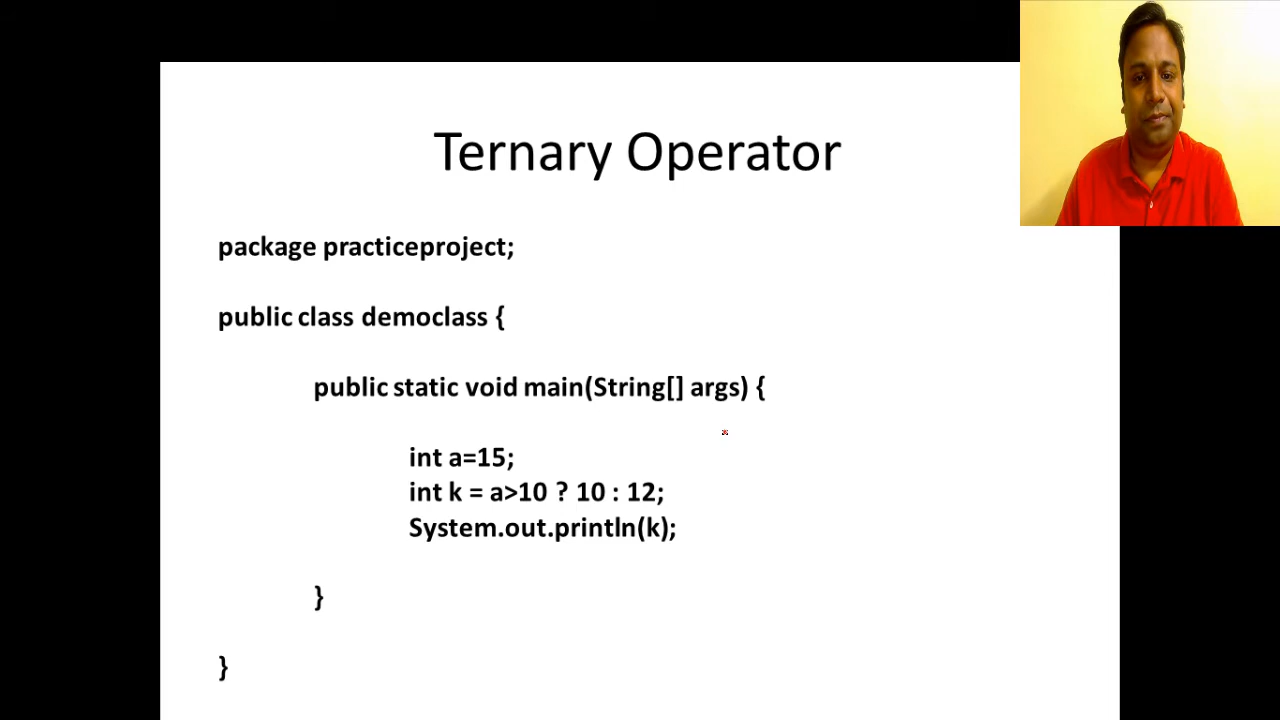 Ternary Operator
package practiceproject;
public class democlass {
public static void main(String[] args) {
int a=15;
int k = a>10 ? 10 : 12;
System.out.println(k);
}
}